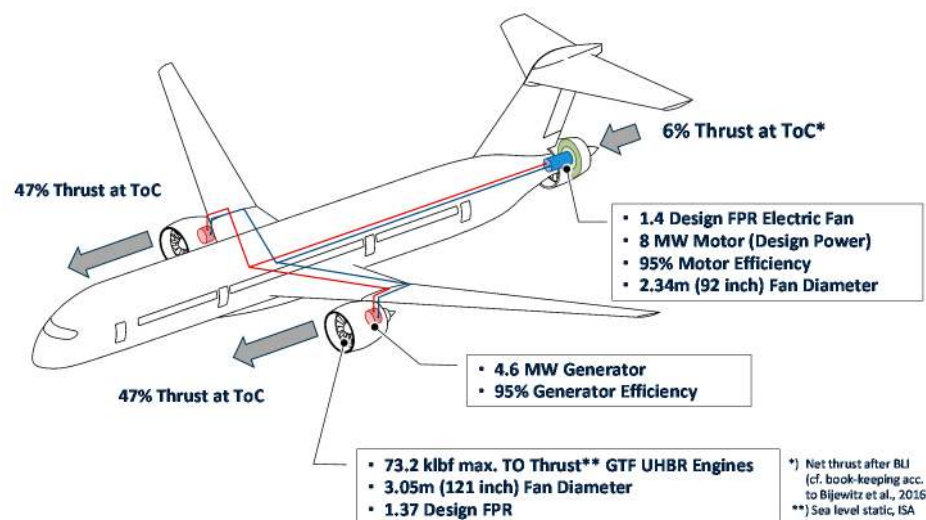 6% Thrust at ToC*
47% Thrust at ToC
▪ 1.4 Design FPR Electric Fan
▪ 8 MW Motor (Design Power)
▪ 95% Motor Efficiency
▪ 2.34m (92 inch) Fan Diameter
47% Thrust at ToC
▪ 4.6 MW Generator
▪ 95% Generator Efficiency
▪ 73.2 klbf max. TO Thrust** GTF UHBR Engines
▪ 3.05m (121 inch) Fan Diameter
▪ 1.37 Design FPR
*) Net thrust after BLI
(cf. book-keeping acc.
to Bijewitz et al., 2016
**) Sea level static, ISA